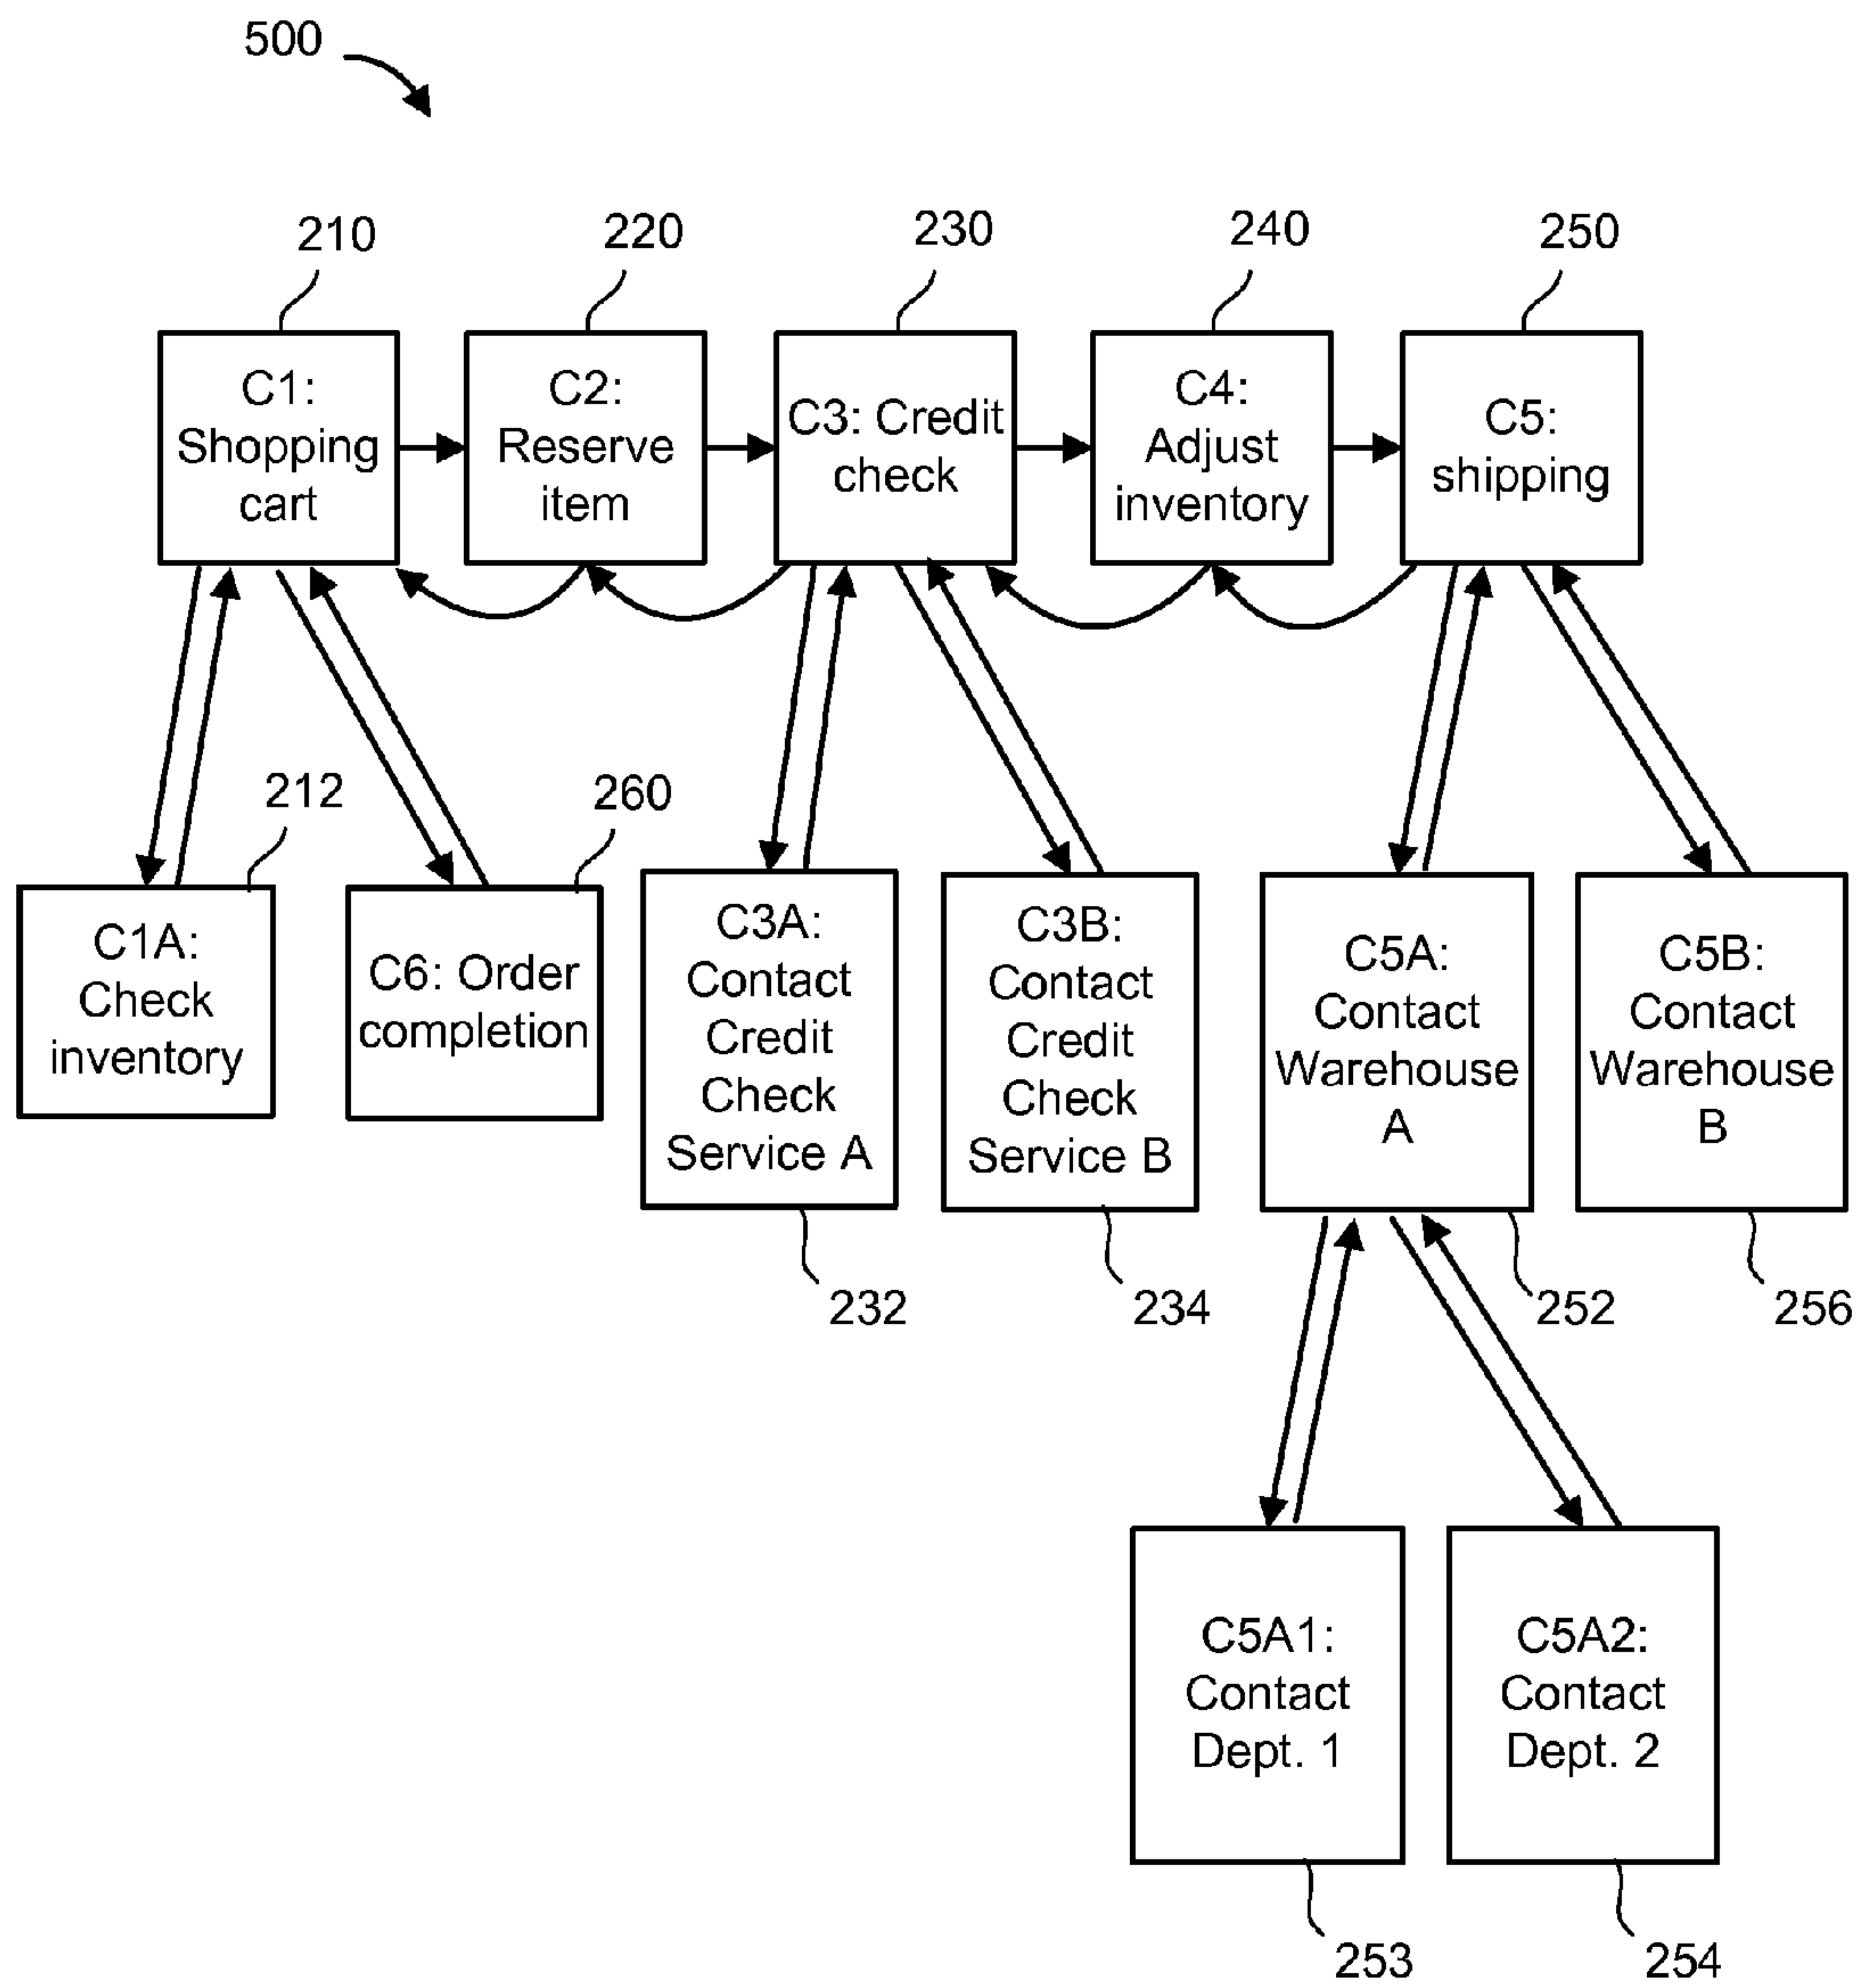 500
210
220
230
240
250
C1:
Shopping
cart
C2:
Reserve
item
C3: Credit
check
C4:
Adjust
inventory
C5:
shipping
212
260
C1A:
Check
inventory
C6: Order
completion
C3A:
Contact
Credit
Check
Service A
C3B:
Contact
Credit
Check
Service B
C5A:
Contact
Warehouse
A
C5B:
Contact
Warehouse
B
232
234
252
256
C5A1:
Contact
Dept. 1
C5A2:
Contact
Dept. 2
253
254